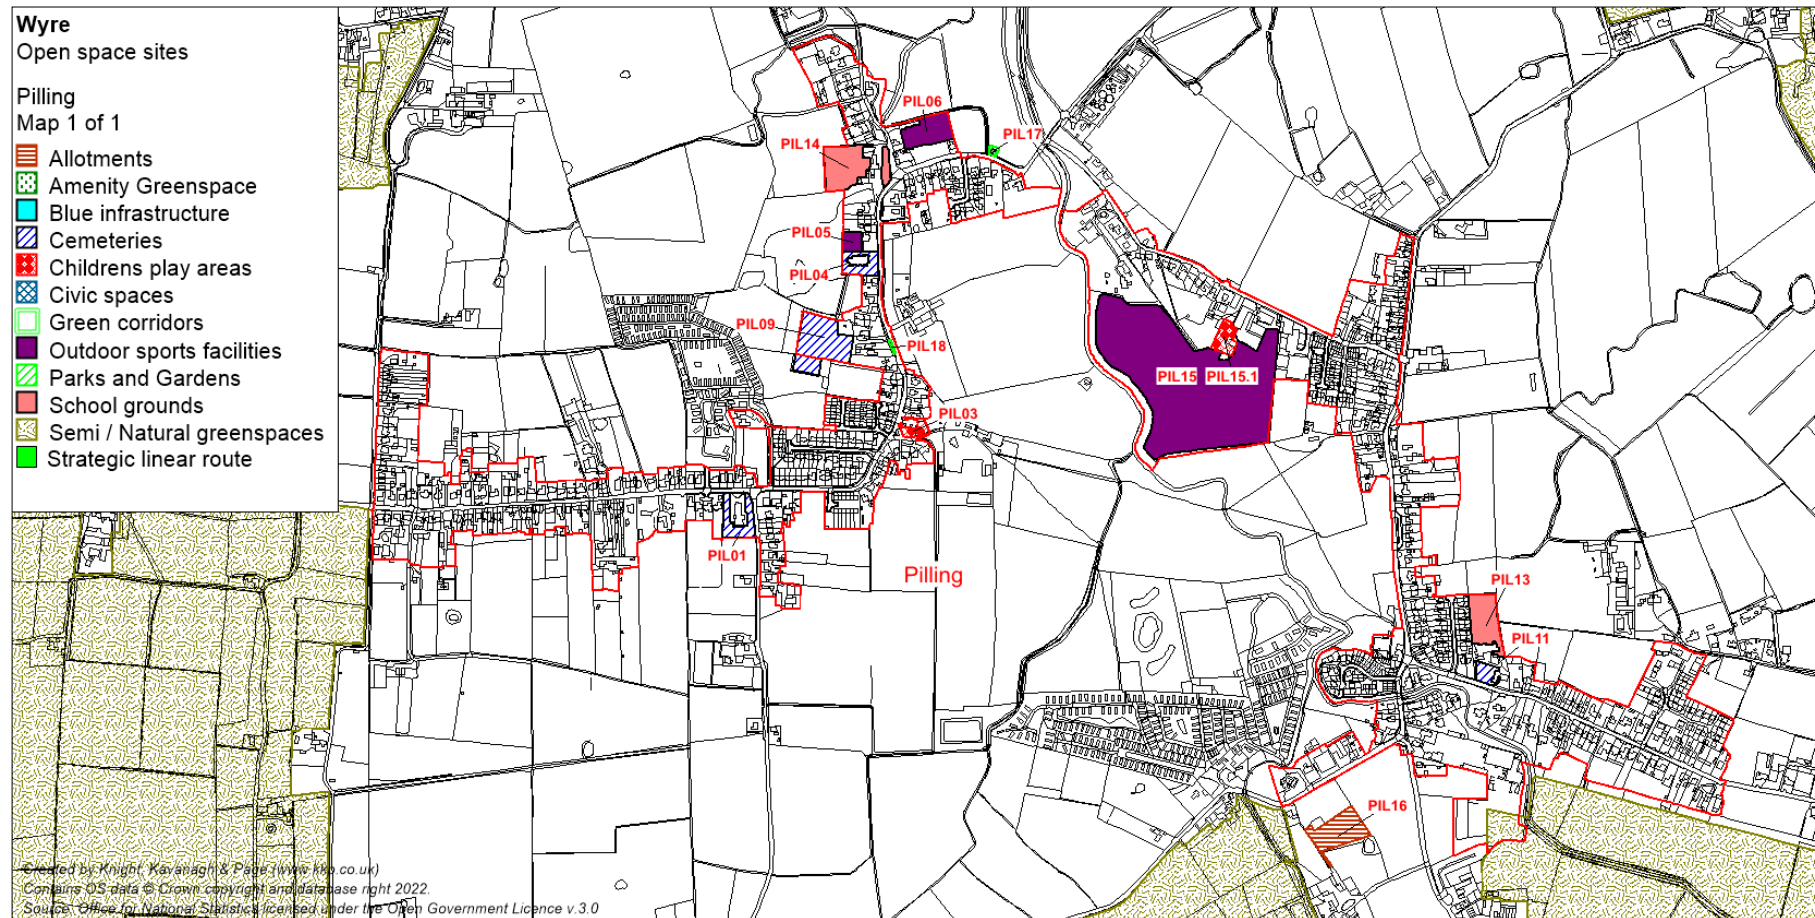 Wyre
Open space sites
Pilling
Map 1 of 1
Allotments
Amenity Greenspace
Blue infrastructure
Cemeteries
Childrens play areas
Civic spaces
Green corridors
Outdoor sports facilities
Parks and Gardens
School grounds
Semi / Natural greenspaces
Strategic linear route
PIL06
PIL17
PIL14
PIL05
PIL04
PIL09
PIL18
PIL15 PIL15.1
PIL03
PIL01
Pilling
PIL13
PIL11
PIL16
Created by Knight, Kavanagh & Page (www.kkp.co.uk)
Contains OS data © Crown copyright and database right 2022.
Source: Office for National Statistics licensed under the Open Government Licence v.3.0